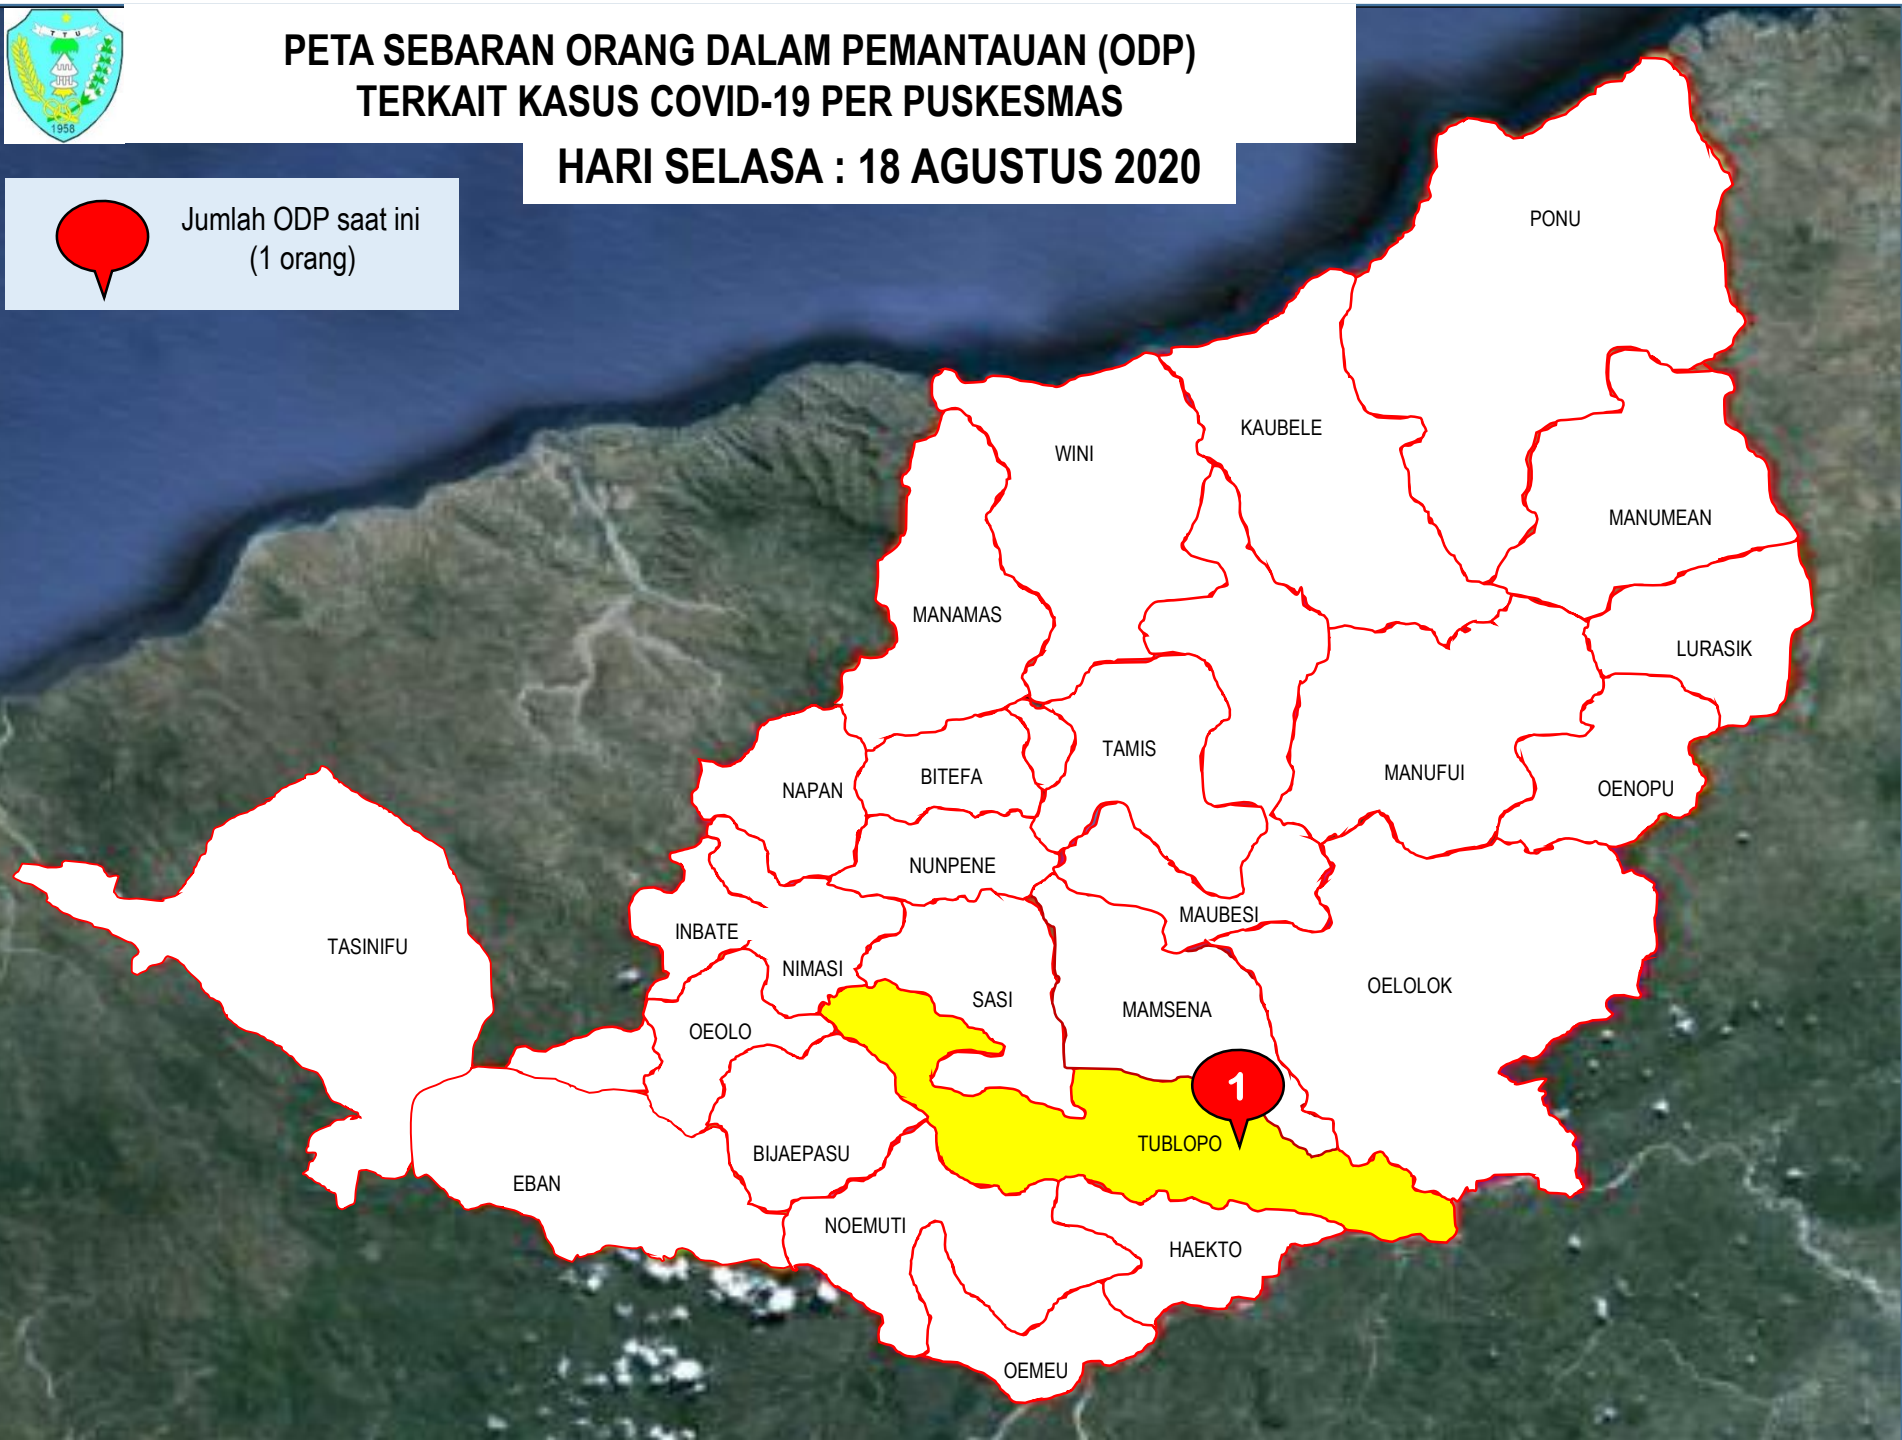 T T U
1958
PETA SEBARAN ORANG DALAM PEMANTAUAN (ODP)
TERKAIT KASUS COVID-19 PER PUSKESMAS
HARI SELASA : 18 AGUSTUS 2020
Jumlah ODP saat ini
(1 orang)
PONU
KAUBELE
WINI
MANUMEAN
MANAMAS
LURASIK
TAMIS
MANUFUI
BITEFA
NAPAN
OENOPU
NUNPENE
MAUBESI
INBATE
TASINIFU
NIMASI
OELOLOK
SASI
MAMSENA
OEOLO
1
TUBLOPO
BIJAEPASU
EBAN
NOEMUTI
HAEKTO
OEMEU